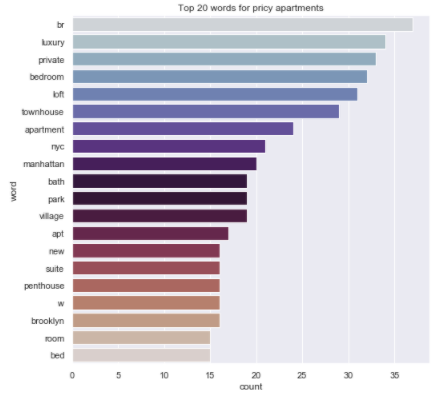 Top 20 words for pricy apartments
br
luxury
private
bedroom
loft
townhouse
apartment
nyc
manhattan
bath
park
village
apt
new
suite
penthouse
w
brooklyn
room
bed
word
0 5 10 15 20 25 30 35
count